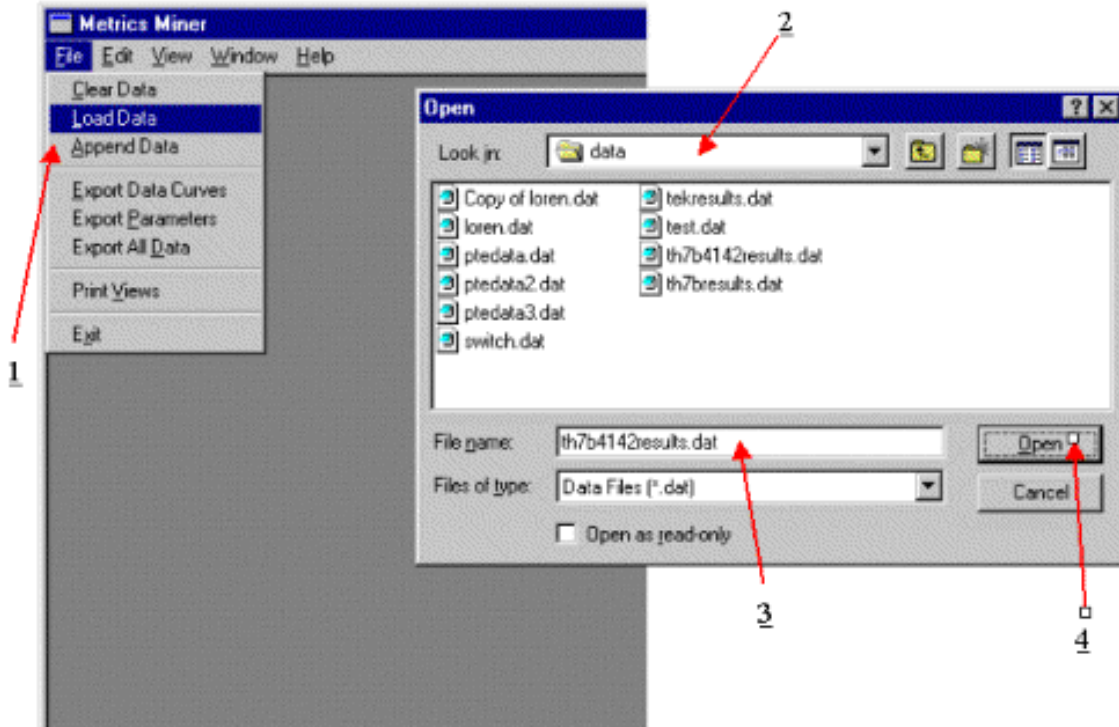 Metrics Miner
File Edit View Window Help
Clear Data
Load Data
Append Data
Export Data Curves
Export Parameters
Export All Data
Print Views
Exit
1
2
Open
Look in: data
Copy of loren.dat tekresults.dat
loren.dat test.dat
ptedata.dat th7b4142results.dat
ptedata2.dat th7bresults.dat
ptedata3.dat
switch.dat
File name: th7b4142results.dat Open
Files of type: Data Files (*.dat) Cancel
Open as read-only
3
4